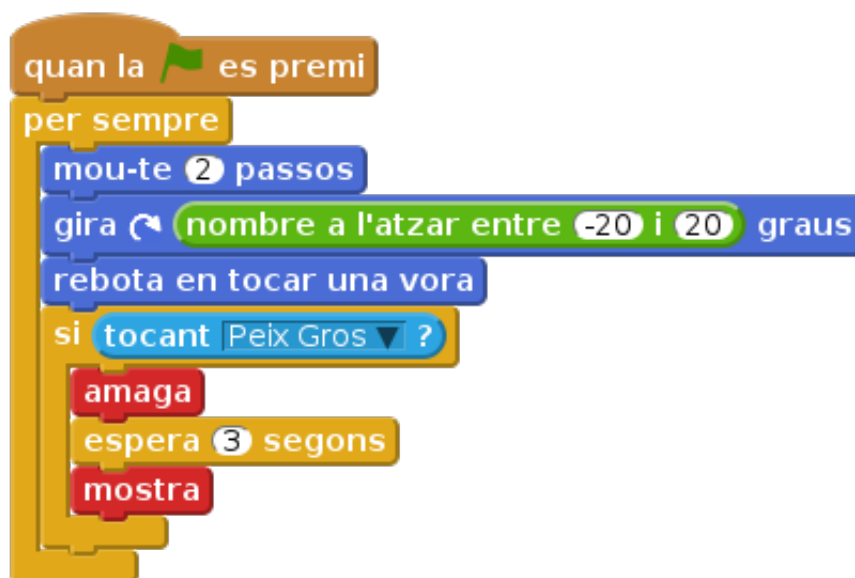 quan la es premi
per sempre
mou-te 2 passos
gira nombre a l'atzar entre -20 i 20 graus
rebota en tocar una vora
si tocant Peix Gros ?
amaga
espera 3 segons
mostra